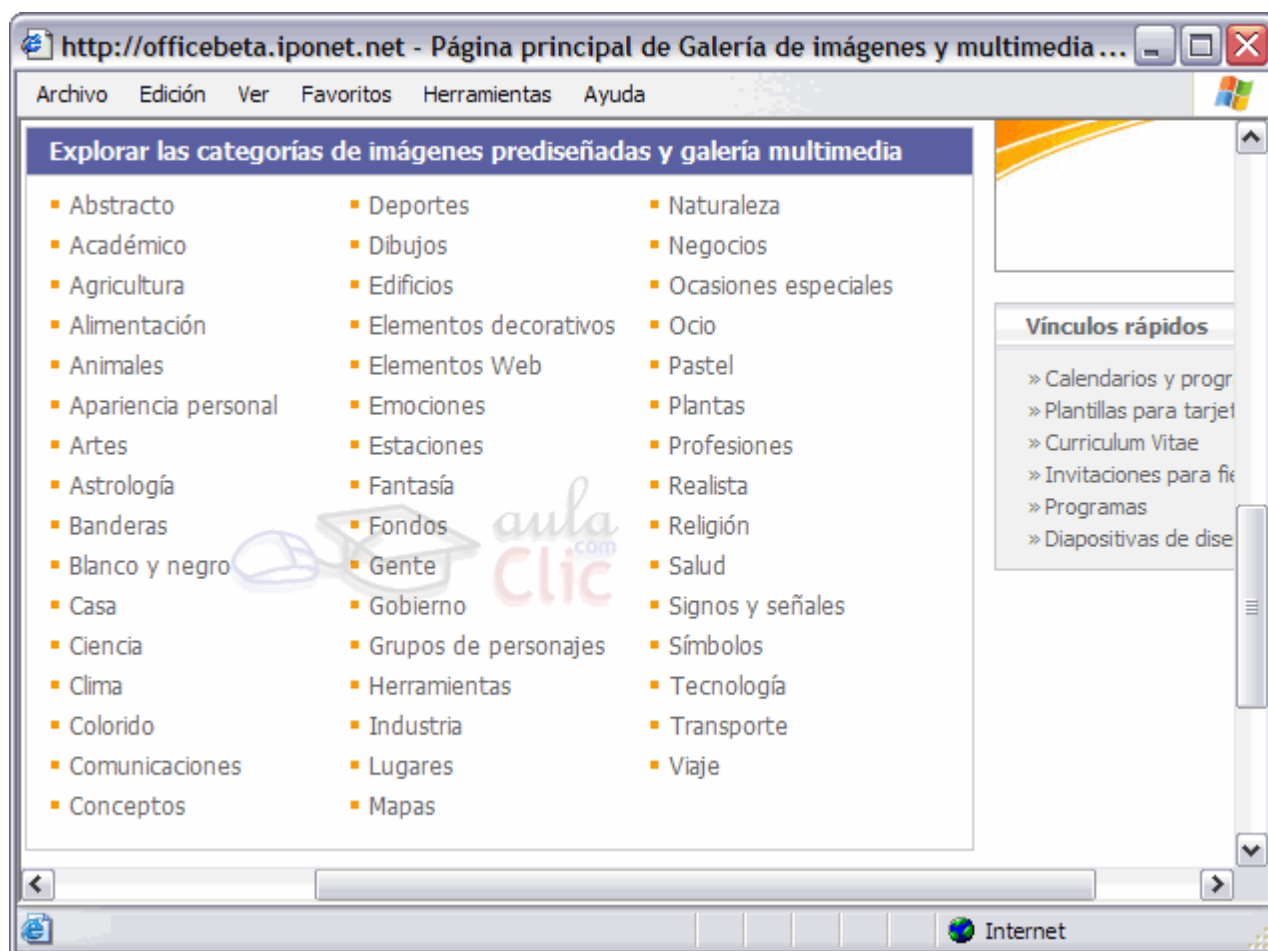 http://officebeta.iponet.net - Página principal de Galería de imágenes y multimedia ...
Archivo Edición Ver Favoritos Herramientas Ayuda
Explorar las categorías de imágenes prediseñadas y galería multimedia
Abstracto
Académico
Agricultura
Alimentación
Animales
Apariencia personal
Artes
Astrología
Banderas
Blanco y negro
Casa
Ciencia
Clima
Colorido
Comunicaciones
Conceptos
Deportes
Dibujos
Edificios
Elementos decorativos
Elementos Web
Emociones
Estaciones
Fantasía
Fondos
Gente
Gobierno
Grupos de personajes
Herramientas
Industria
Lugares
Mapas
Naturaleza
Negocios
Ocasiones especiales
Ocio
Pastel
Plantas
Profesiones
Realista
Religión
Salud
Signos y señales
Símbolos
Tecnología
Transporte
Viaje
aula
.com
Clic
Vínculos rápidos
» Calendarios y progr
» Plantillas para tarjet
» Curriculum Vitae
» Invitaciones para fie
» Programas
» Diapositivas de dise
Internet